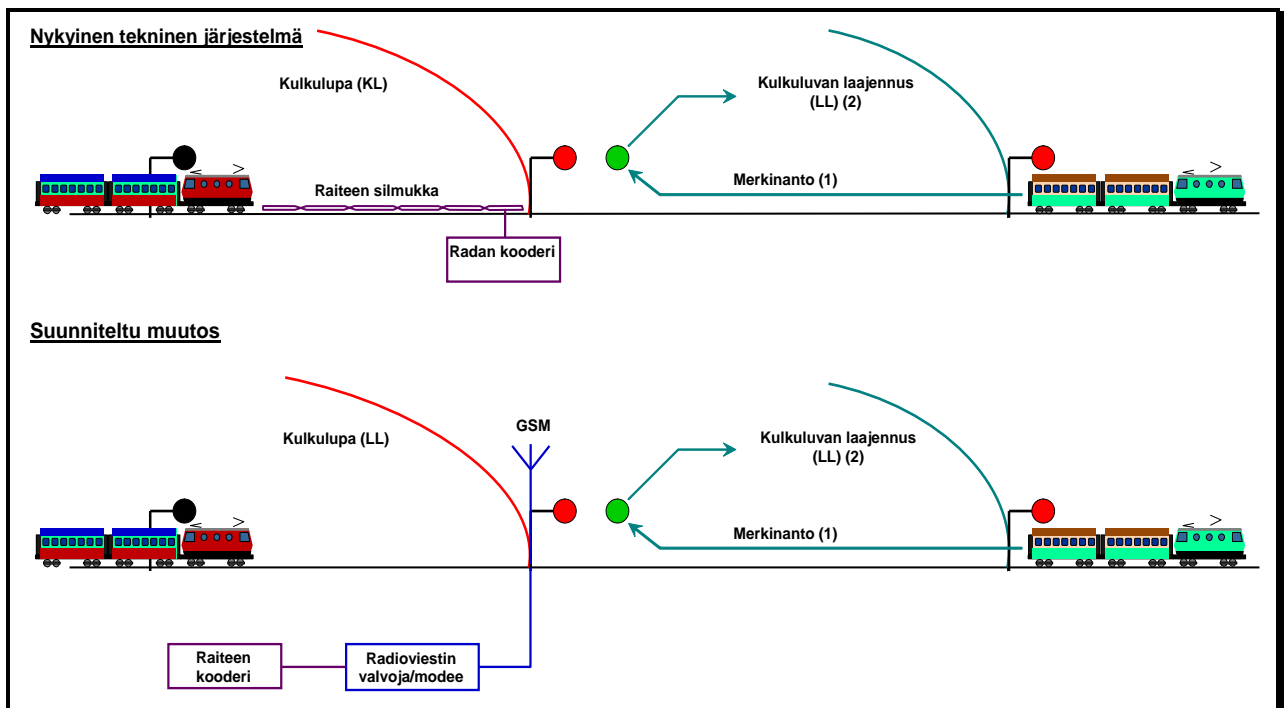 Nykyinen tekninen järjestelmä
Kulkulupa (KL)
Kulkuluvan laajennus
(LL) (2)
Raiteen silmukka
Merkinanto (1)
Radan kooderi
Suunniteltu muutos
Kulkulupa (LL)
GSM
Kulkuluvan laajennus
(LL) (2)
Merkinanto (1)
Raiteen
kooderi
Radioviestin
valvoja/modee